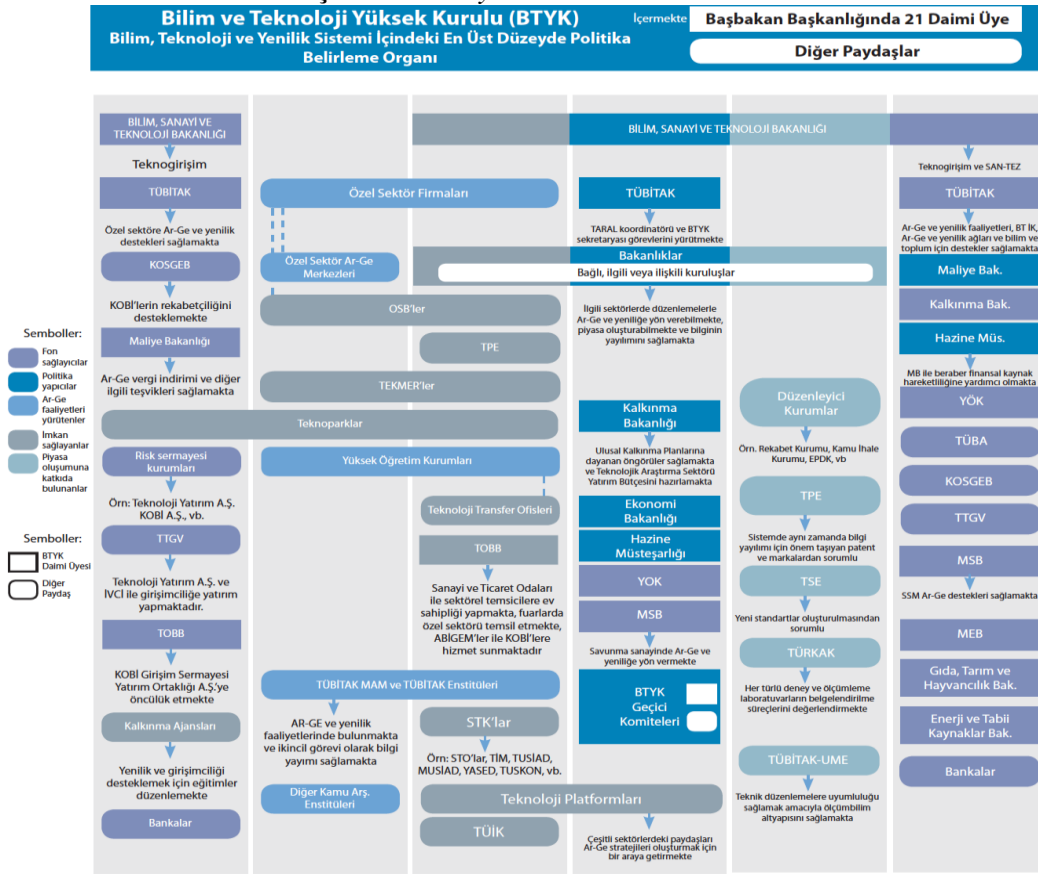 Bilim ve Teknoloji Yüksek Kurulu (BTYK)
Bilim, Teknoloji ve Yenilik Sistemi İçindeki En Üst Düzeyde Politika
Belirleme Organı
İçermekte
Başbakan Başkanlığında 21 Daimi Üye
Diğer Paydaşlar
Semboller:
Fon
sağlayıcılar
Politika
yapıcılar
Ar-Ge
faaliyetleri
yürütenler
İmkan
sağlayanlar
Piyasa
oluşumuna
katkıda
bulunanlar
Semboller:
BTYK
Daimi Üyesi
Diğer
Paydaş
BİLİM, SANAYİ VE
TEKNOLOJİ BAKANLIĞI
Teknogirişim
TÜBİTAK
Özel sektöre Ar-Ge ve yenilik
destekleri sağlamakta
KOSGEB
KOBİ'lerin rekabetçiliğini
desteklemekte
Maliye Bakanlığı
Ar-Ge vergi indirimi ve diğer
ilgili teşvikleri sağlamakta
Teknoparklar
Risk sermayesi
kurumları
Örn: Teknoloji Yatırım A.Ş.
KOBİ A.Ş., vb.
TTGV
Teknoloji Yatırım A.Ş. ve
İVCİ ile girişimciliğe yatırım
yapmaktadır.
TOBB
KOBİ Girişim Sermayesi
Yatırım Ortaklığı A.Ş.'ye
öncülük etmekte
Kalkınma Ajansları
Yenilik ve girişimciliği
desteklemek için eğitimler
düzenlemekte
Bankalar
Özel Sektör Firmaları
Özel Sektör Ar-Ge
Merkezleri
OSB'ler
TPE
TEKMER'ler
Yüksek Öğretim Kurumları
Teknoloji Transfer Ofisleri
TOBB
Sanayi ve Ticaret Odaları
ile sektörel temsicilere ev
sahipliği yapmakta, fuarlarda
özel sektörü temsil etmekte,
ABİGEM'ler ile KOBİ'lere
hizmet sunmaktadır
TÜBİTAK MAM ve TÜBİTAK Enstitüleri
AR-GE ve yenilik
faaliyetlerinde bulunmakta
ve ikincil görevi olarak bilgi
yayımı sağlamakta
Diğer Kamu Arş.
Enstitüleri
STK'lar
Örn: STO'lar, TİM, TUSİAD,
MUSİAD, YASED, TUSKON, vb.
Teknoloji Platformları
TÜİK
BİLİM, SANAYİ VE TEKNOLOJİ BAKANLIĞI
TÜBİTAK
TARAL koordinatörü ve BTYK
sekretaryası görevlerini yürütmekte
Bakanlıklar
Bağlı, ilgili veya ilişkili kuruluşlar
İlgili sektörlerde düzenlemelerle
Ar-Ge ve yeniliğe yön verebilmekte,
piyasa oluşturabilmekte ve bilginin
yayılımını sağlamakta
Kalkınma
Bakanlığı
Ulusal Kalkınma Planlarına
dayanan öngörüler sağlamakta
ve Teknolojik Araştırma Sektörü
Yatırım Bütçesini hazırlamakta
Ekonomi
Bakanlığı
Hazine
Müsteşarlığı
YOK
MSB
Savunma sanayinde Ar-Ge ve
yeniliğe yön vermekte
BTYK
Geçici
Komiteleri
Çeşitli sektörlerdeki paydaşları
Ar-Ge stratejileri oluşturmak için
bir araya getirmekte
Düzenleyici
Kurumlar
Örn. Rekabet Kurumu, Kamu İhale
Kurumu, EPDK, vb
TPE
Sistemde aynı zamanda bilgi
yayılımı için önem taşıyan patent
ve markalardan sorumlu
TSE
Yeni standartlar oluşturulmasından
sorumlu
TÜRKAK
Her türlü deney ve ölçümleme
laboratuvarların belgelendirilme
süreçlerini değerlendirmekte
TÜBİTAK-UME
Teknik düzenlemelere uyumluluğu
sağlamak amacıyla ölçümbilim
altyapısını sağlamakta
Teknogirişim ve SAN-TEZ
TÜBİTAK
Ar-Ge ve yenilik faaliyetleri, BT İK,
Ar-Ge ve yenilik ağları ve bilim ve
toplum için destekler sağlamakta
Maliye Bak.
Kalkınma Bak.
Hazine Müs.
MB ile beraber finansal kaynak
hareketliliğine yardımcı olmakta
YÖK
TÜBA
KOSGEB
TTGV
MSB
SSM Ar-Ge destekleri sağlamakta
MEB
Gıda, Tarım ve
Hayvancılık Bak.
Enerji ve Tabii
Kaynaklar Bak.
Bankalar